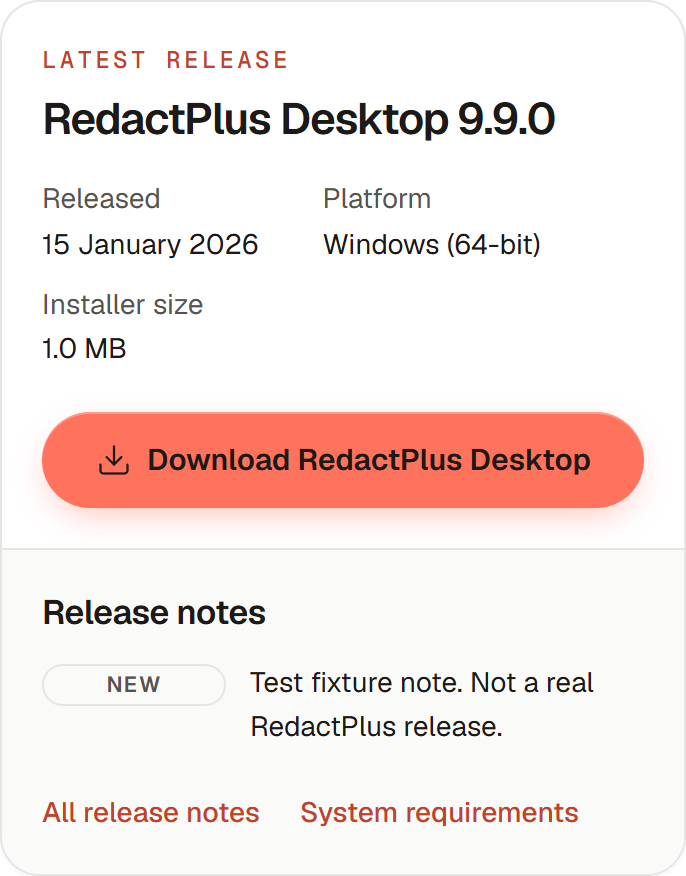 LATEST RELEASE
RedactPlus Desktop 9.9.0
Released
15 January 2026
Platform
Windows (64-bit)
Installer size
1.0 MB
Download RedactPlus Desktop
Release notes
NEW
Test fixture note. Not a real
RedactPlus release.
All release notes
System requirements